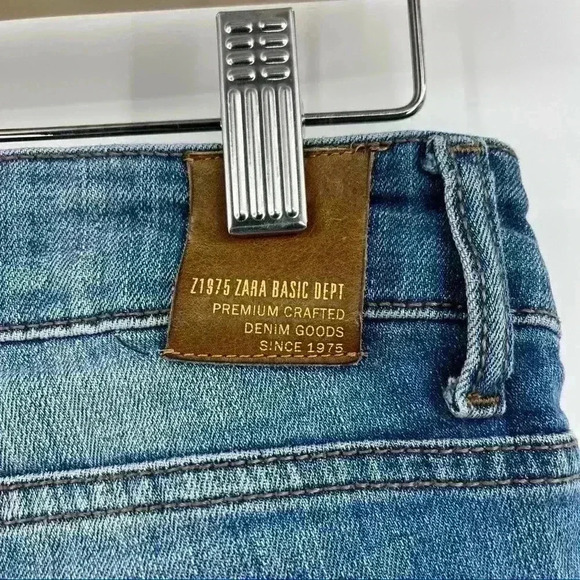 Z1975 ZARA BASIC DEPT
PREMIUM CRAFTED
DENIM GOODS
SINCE 1975